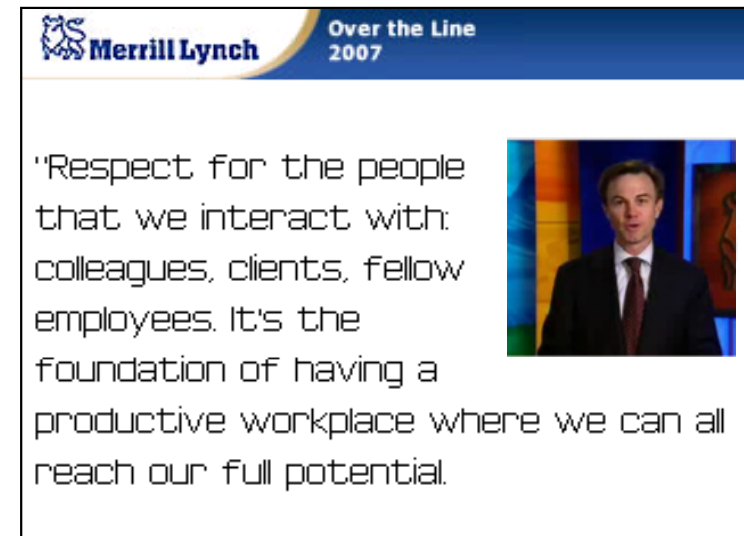 Merrill Lynch
Over the Line
2007
"Respect for the people
that we interact with:
colleagues, clients, fellow
employees. It's the
foundation of having a
productive workplace where we can all
reach our full potential.